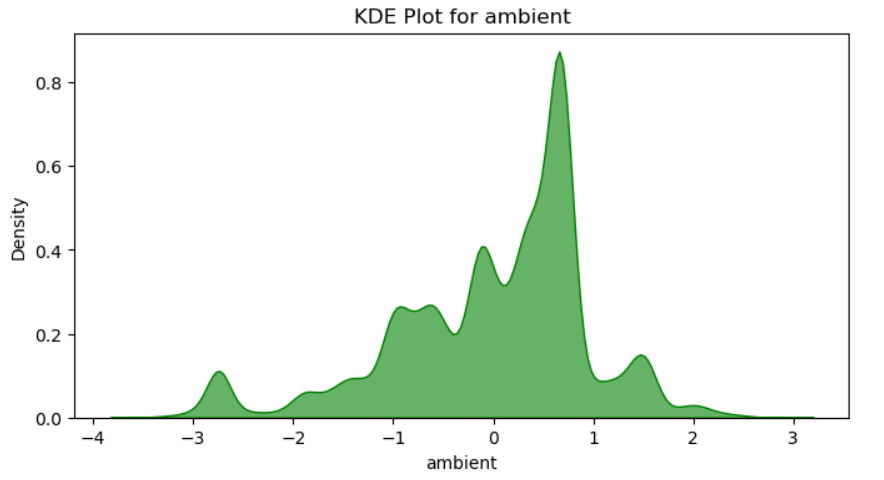 KDE Plot for ambient
Density
0.8
0.6
0.4
0.2
0.0
−4 −3 −2 −1 0 1 2 3
ambient